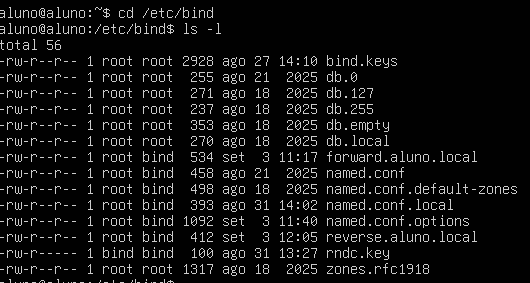 aluno@aluno:~$ cd /etc/bind
aluno@aluno:/etc/bind$ ls -l
total 56
-rw-r--r-- 1 root root 2928 ago 27 14:10 bind.keys
-rw-r--r-- 1 root root  255 ago 21  2025 db.0
-rw-r--r-- 1 root root  271 ago 18  2025 db.127
-rw-r--r-- 1 root root  237 ago 18  2025 db.255
-rw-r--r-- 1 root root  353 ago 18  2025 db.empty
-rw-r--r-- 1 root root  270 ago 18  2025 db.local
-rw-r--r-- 1 root bind  534 set  3 11:17 forward.aluno.local
-rw-r--r-- 1 root bind  458 ago 21  2025 named.conf
-rw-r--r-- 1 root bind  498 ago 18  2025 named.conf.default-zones
-rw-r--r-- 1 root bind  393 ago 31 14:02 named.conf.local
-rw-r--r-- 1 root bind 1092 set  3 11:40 named.conf.options
-rw-r--r-- 1 root bind  412 set  3 12:05 reverse.aluno.local
-rw-r----- 1 bind bind  100 ago 31 13:27 rndc.key
-rw-r--r-- 1 root root 1317 ago 18  2025 zones.rfc1918
aluno@aluno:/etc/bind$